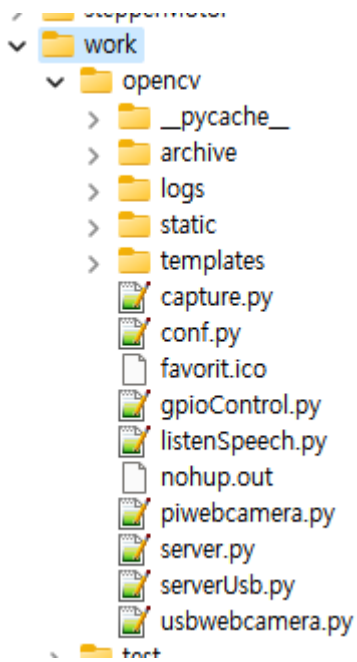 work
opencv
__pycache__
archive
logs
static
templates
capture.py
conf.py
favorit.ico
gpioControl.py
listenSpeech.py
nohup.out
piwebcamera.py
server.py
serverUsb.py
usbwebcamera.py